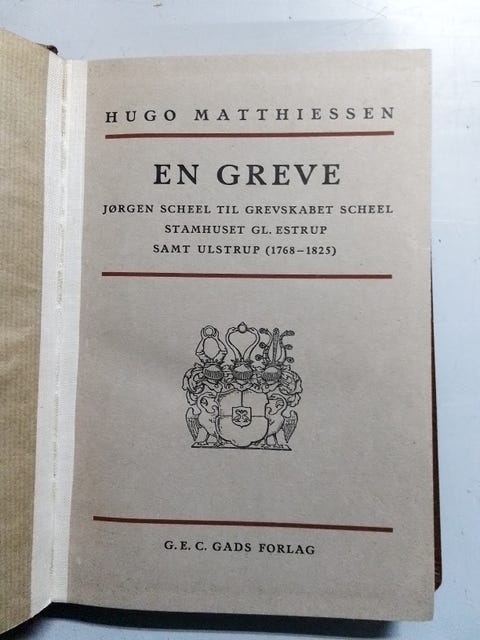 HUGO MATTHIESSEN
EN GREVE
JØRGEN SCHEEL TIL GREVSKABET SCHEEL
STAMHUSET GL. ESTRUP
SAMT ULSTRUP (1768–1825)
G. E. C. GADS FORLAG